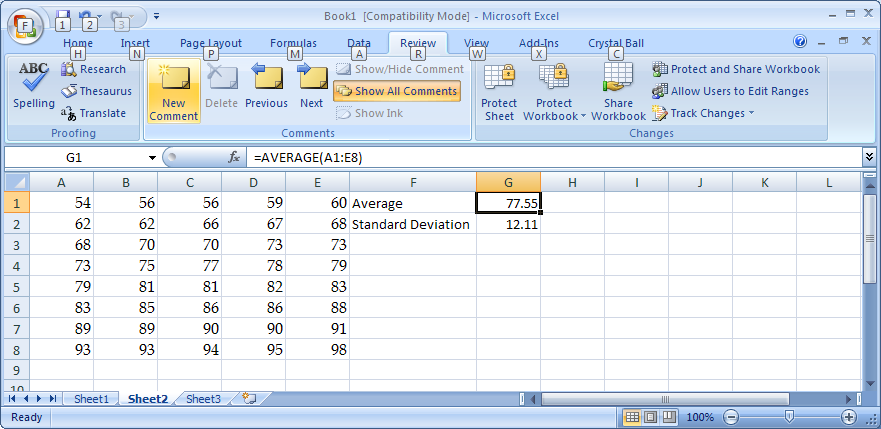 Book1 [Compatibility Mode] - Microsoft Excel
F 1 2 3
Home Insert Page Layout Formulas Data Review View Add-Ins Crystal Ball
H N P M A R W X C
ABC Spelling
Research
Thesaurus
Translate
Proofing
New Comment
Delete
Previous
Next
Show/Hide Comment
Show All Comments
Show Ink
Comments
Protect Sheet
Protect Workbook
Share Workbook
Protect and Share Workbook
Allow Users to Edit Ranges
Track Changes
Changes
G1 fx =AVERAGE(A1:E8)
A B C D E F G H I J K L
1 54 56 56 59 60 Average 77.55
2 62 62 66 67 68 Standard Deviation 12.11
3 68 70 70 73 73
4 73 75 77 78 79
5 79 81 81 82 83
6 83 85 86 86 88
7 89 89 90 90 91
8 93 93 94 95 98
9
10
Sheet1 Sheet2 Sheet3
Ready 100%